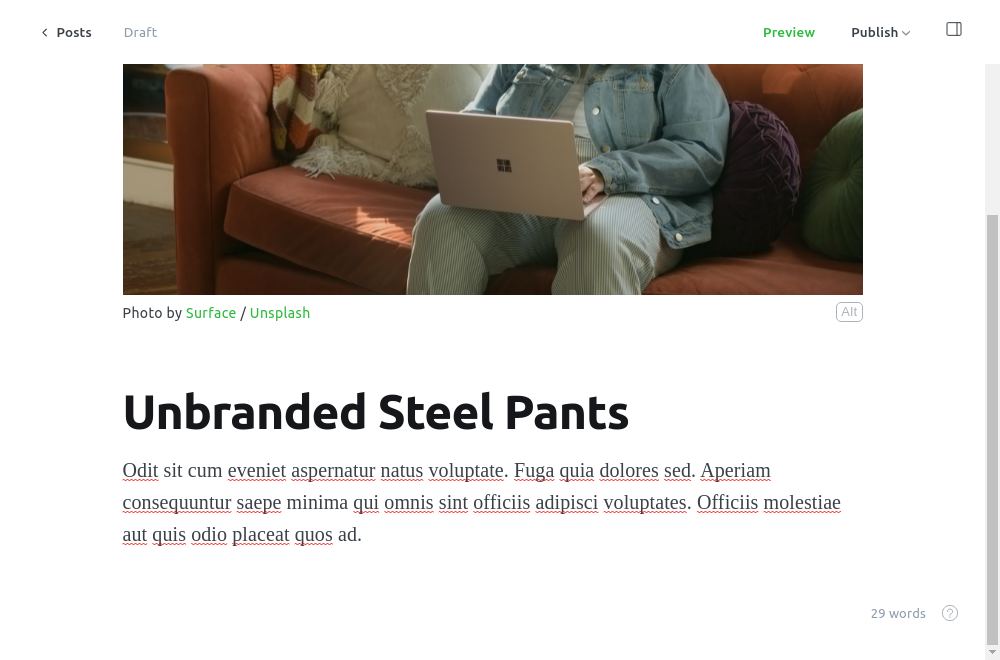 Posts
Draft
Preview
Publish
Photo by Surface / Unsplash
Alt
Unbranded Steel Pants
Odit sit cum eveniet aspernatur natus voluptate. Fuga quia dolores sed. Aperiam
consequuntur saepe minima qui omnis sint officiis adipisci voluptates. Officiis molestiae
aut quis odio placeat quos ad.
29 words
?